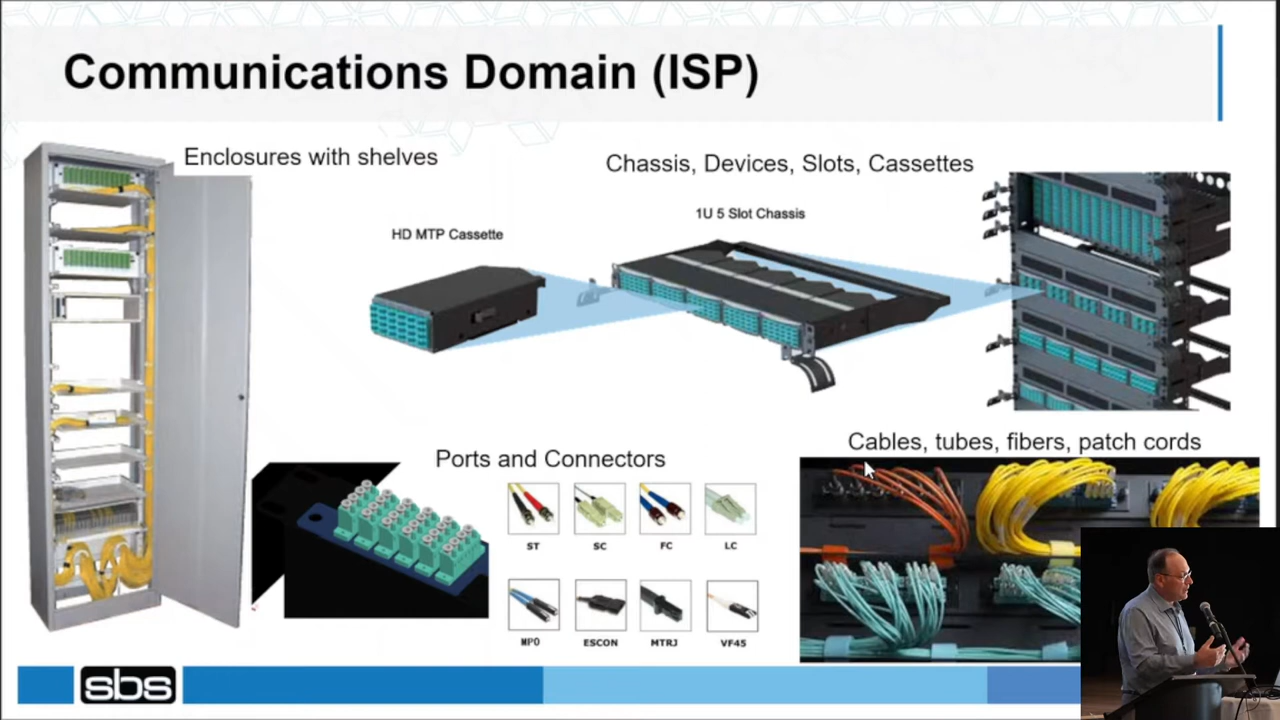 Communications Domain (ISP)
Enclosures with shelves
Chassis, Devices, Slots, Cassettes
1U 5 Slot Chassis
HD MTP Cassette
Cables, tubes, fibers, patch cords
Ports and Connectors
ST SC FC LC
MPO ESCON MTRJ VF45
sbs